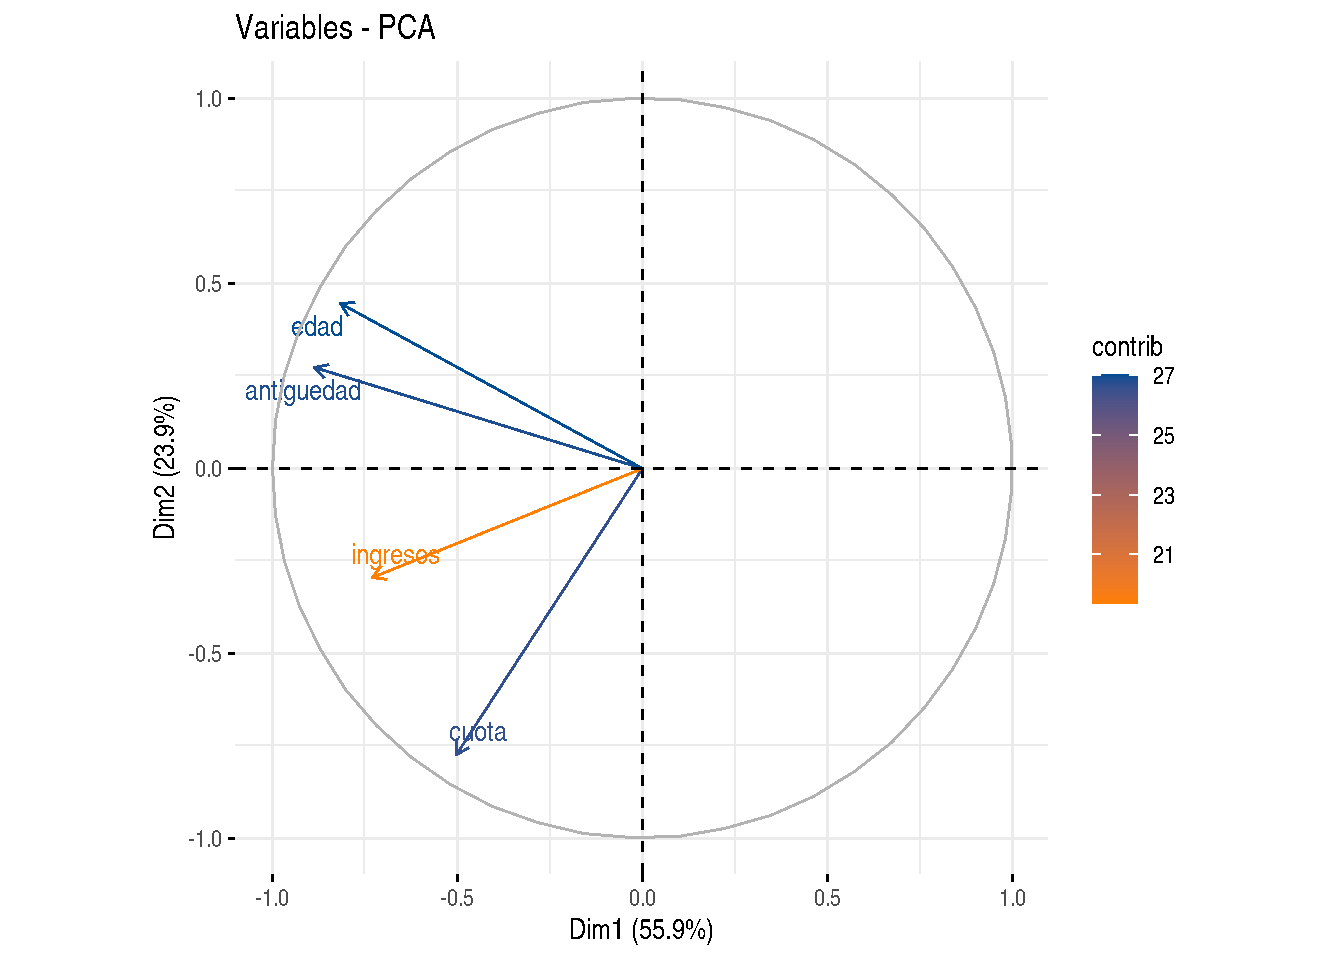 Variables - PCA
1.0
0.5
0.0
-0.5
-1.0
Dim2 (23.9%)
edad
antiguedad
ingresos
cuota
-1.0
-0.5
0.0
0.5
1.0
Dim1 (55.9%)
contrib
27
25
23
21